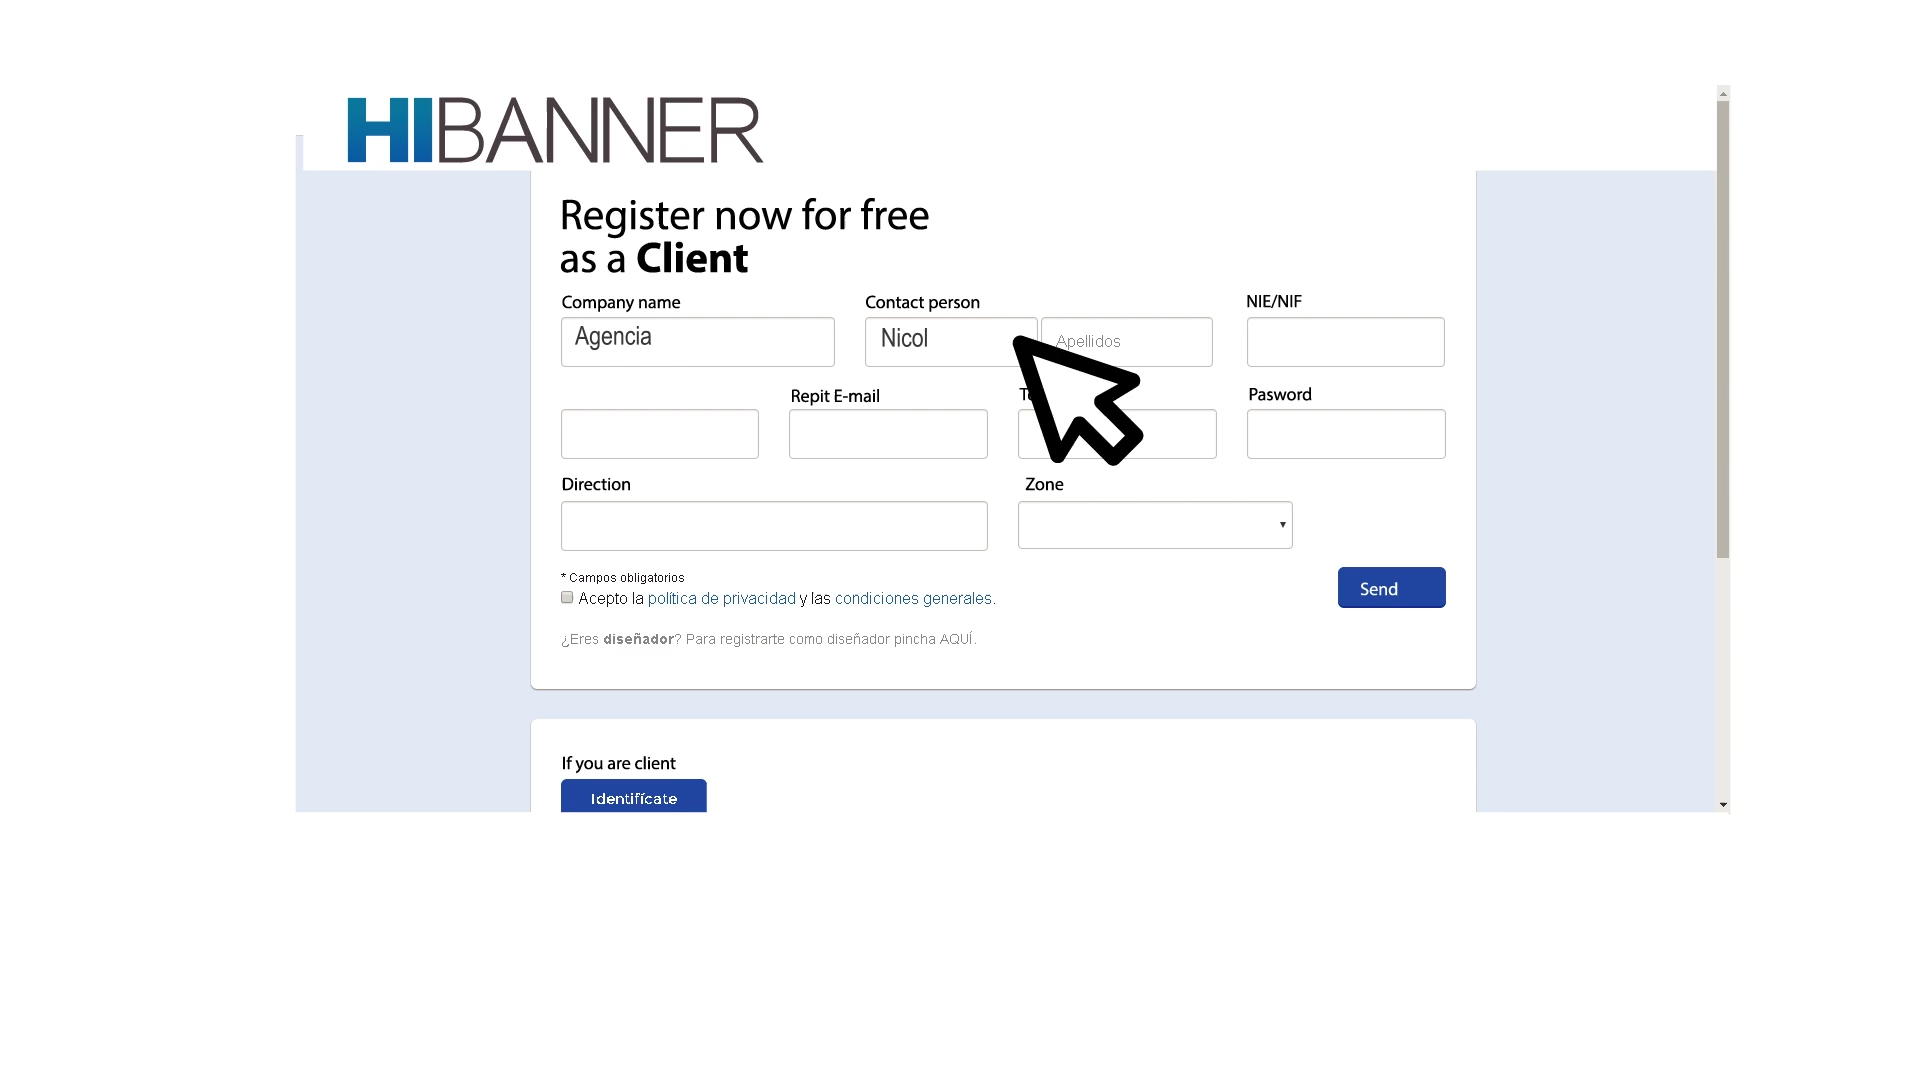 HIBANNER
Register now for free
as a Client
Company name
Contact person
NIE/NIF
Agencia
Nicol
Apellidos
Repit E-mail
Pasword
Direction
Zone
* Campos obligatorios
Acepto la política de privacidad y las condiciones generales.
Send
¿Eres diseñador? Para registrarte como diseñador pincha AQUÍ.
If you are client
Identifícate